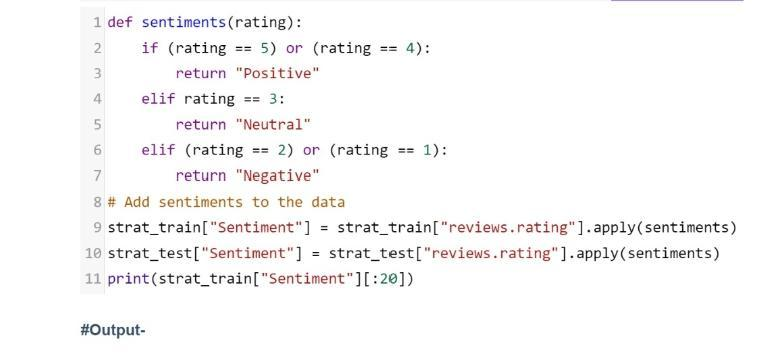 1 def sentiments(rating):
2     if (rating == 5) or (rating == 4):
3         return "Positive"
4     elif rating == 3:
5         return "Neutral"
6     elif (rating == 2) or (rating == 1):
7         return "Negative"
8 # Add sentiments to the data
9 strat_train["Sentiment"] = strat_train["reviews.rating"].apply(sentiments)
10 strat_test["Sentiment"] = strat_test["reviews.rating"].apply(sentiments)
11 print(strat_train["Sentiment"][:20])
#Output-